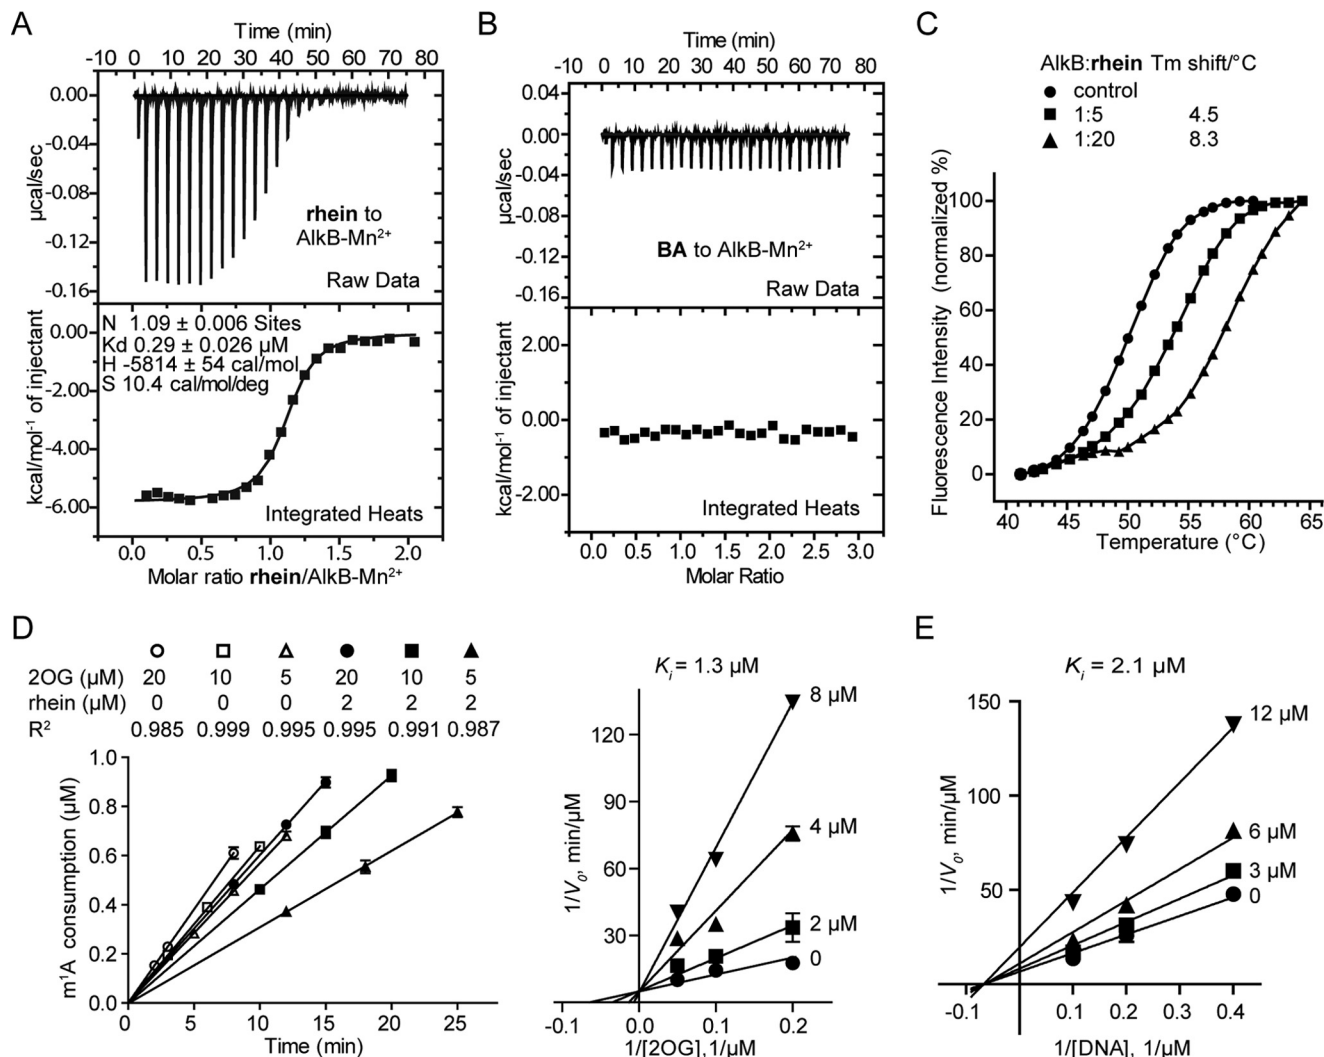 A
Time (min)
-10 0 10 20 30 40 50 60 70 80
0.00
-0.04
-0.08
-0.12
-0.16
µcal/sec
rhein to
AlkB-Mn²⁺
Raw Data
0.00
-2.00
-4.00
-6.00
kcal/mol⁻¹ of injectant
N 1.09 ± 0.006 Sites
Kd 0.29 ± 0.026 µM
H -5814 ± 54 cal/mol
S 10.4 cal/mol/deg
Integrated Heats
0.0 0.5 1.0 1.5 2.0
Molar ratio rhein/AlkB-Mn²⁺
B
Time (min)
-10 0 10 20 30 40 50 60 70 80
0.04
0.00
-0.04
-0.08
-0.12
-0.16
µcal/sec
BA to AlkB-Mn²⁺
Raw Data
2.00
0.00
-2.00
kcal/mol⁻¹ of injectant
Integrated Heats
0.0 0.5 1.0 1.5 2.0 2.5 3.0
Molar Ratio
C
AlkB:rhein Tm shift/°C
control
1:5 4.5
1:20 8.3
Fluorescence Intensity (normalized %)
100
80
60
40
20
0
40 45 50 55 60 65
Temperature (°C)
D
2OG (µM) 20 10 5 20 10 5
rhein (µM) 0 0 0 2 2 2
R² 0.985 0.999 0.995 0.995 0.991 0.987
m¹A consumption (µM)
1.0
0.8
0.6
0.4
0.2
0.0
0 5 10 15 20 25
Time (min)
Ki = 1.3 µM
1/V0, min/µM
120
90
60
30
8 µM
4 µM
2 µM
0
-0.1 0.0 0.1 0.2
1/[2OG], 1/µM
E
Ki = 2.1 µM
1/V0, min/µM
150
100
50
12 µM
6 µM
3 µM
0
-0.1 0.1 0.2 0.3 0.4
1/[DNA], 1/µM